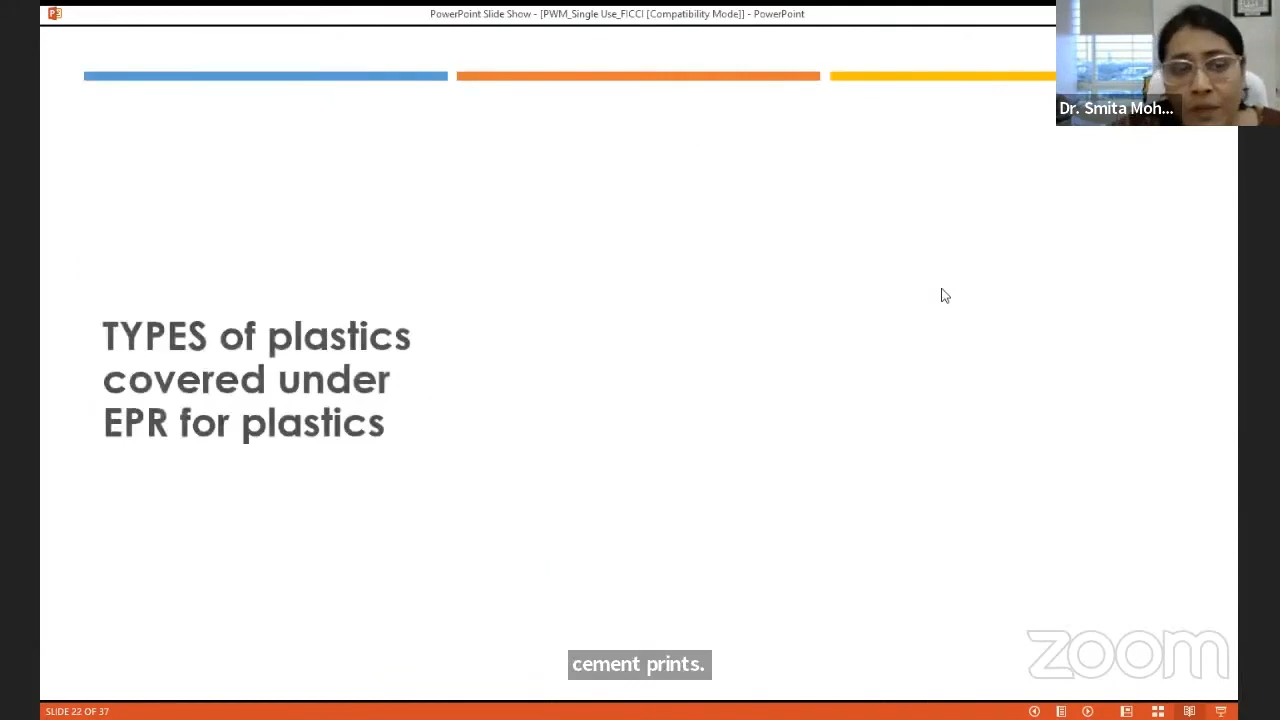 PowerPoint Slide Show - [PWM_Single Use_FICCI [Compatibility Mode]] - PowerPoint
Dr. Smita Moh...
TYPES of plastics
covered under
EPR for plastics
cement prints.
zoom
SLIDE 22 OF 37